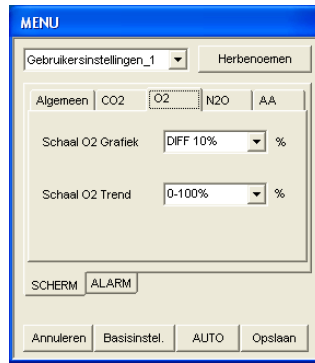 MENU
Gebruikersinstellingen_1 Herbenoemen
Algemeen CO2 O2 N2O AA
Schaal O2 Grafiek DIFF 10% %
Schaal O2 Trend 0-100% %
SCHERM ALARM
Annuleren Basisinstel. AUTO Opslaan